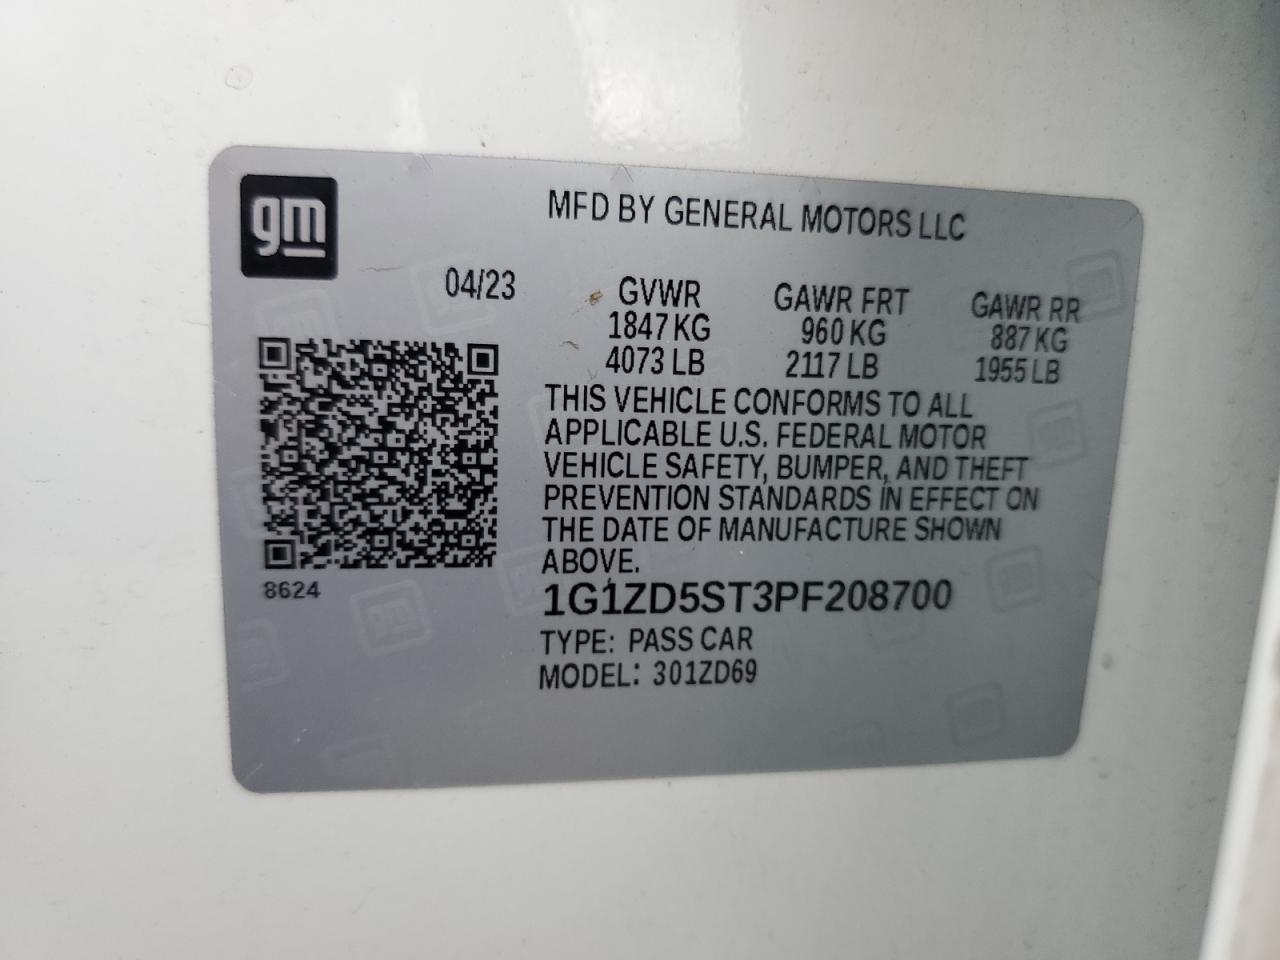 gm
MFD BY GENERAL MOTORS LLC
04/23
GVWR GAWR FRT GAWR RR
1847 KG 960 KG 887 KG
4073 LB 2117 LB 1955 LB
THIS VEHICLE CONFORMS TO ALL
APPLICABLE U.S. FEDERAL MOTOR
VEHICLE SAFETY, BUMPER, AND THEFT
PREVENTION STANDARDS IN EFFECT ON
THE DATE OF MANUFACTURE SHOWN
ABOVE.
8624
1G1ZD5ST3PF208700
TYPE: PASS CAR
MODEL: 301ZD69